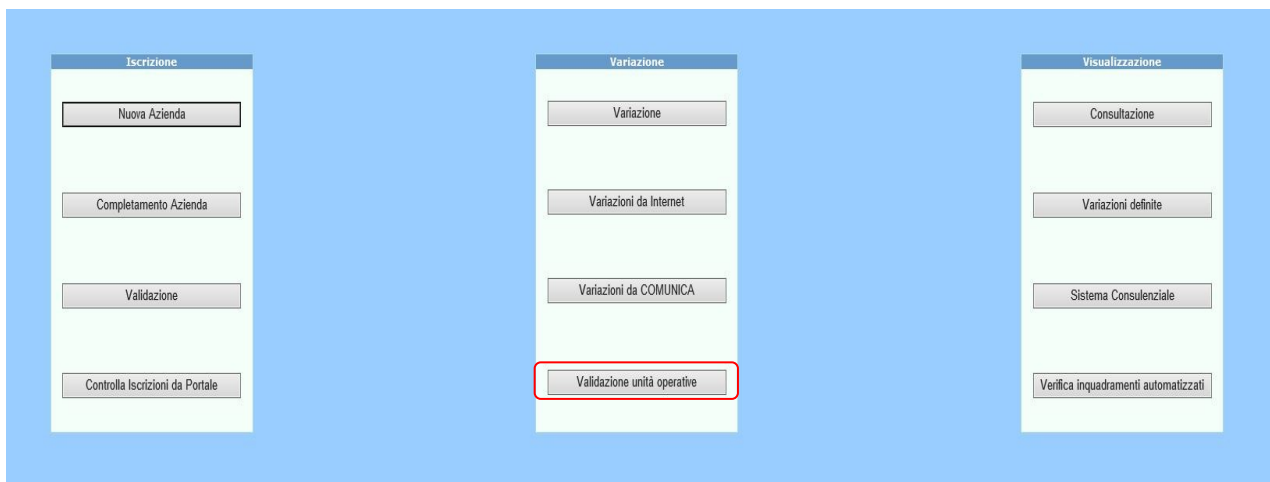 Iscrizione
Nuova Azienda
Completamento Azienda
Validazione
Controlla Iscrizioni da Portale
Variazione
Variazione
Variazioni da Internet
Variazioni da COMUNICA
Validazione unità operative
Visualizzazione
Consultazione
Variazioni definite
Sistema Consulenziale
Verifica inquadramenti automatizzati